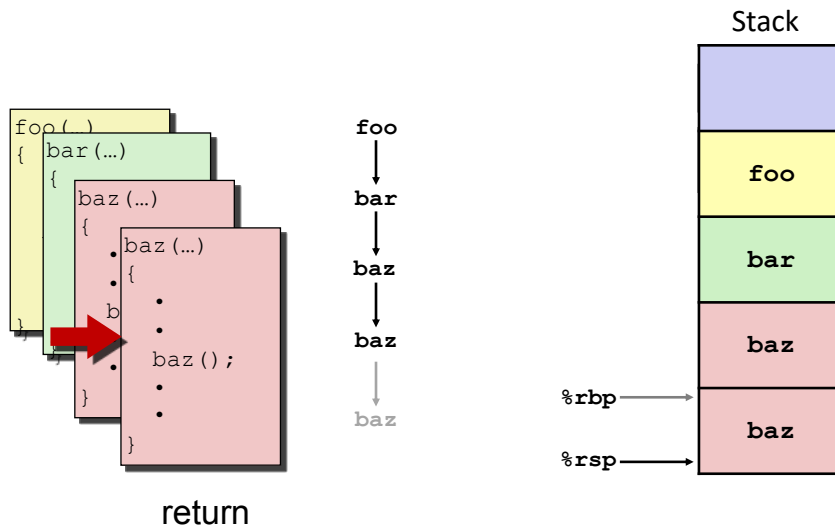 Stack
foo(…)
{
}
bar(…)
{
}
baz(…)
{
•
•
b
•
}
baz(…)
{
•
•
baz();
•
•
}
return
foo
bar
baz
baz
baz
foo
bar
baz
baz
%rbp
%rsp